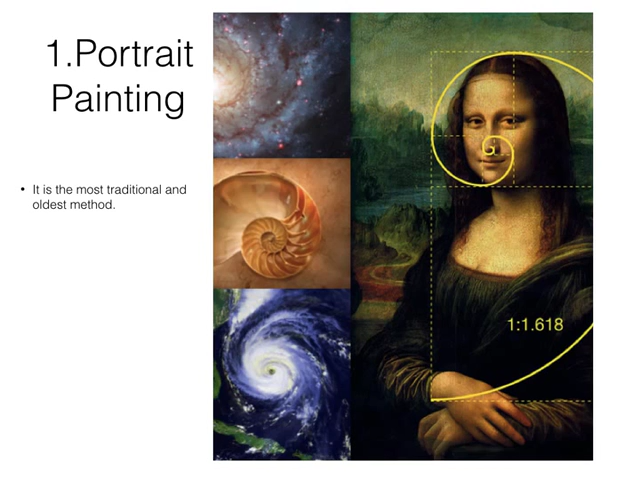 1.Portrait
Painting
• It is the most traditional and
oldest method.
1:1.618